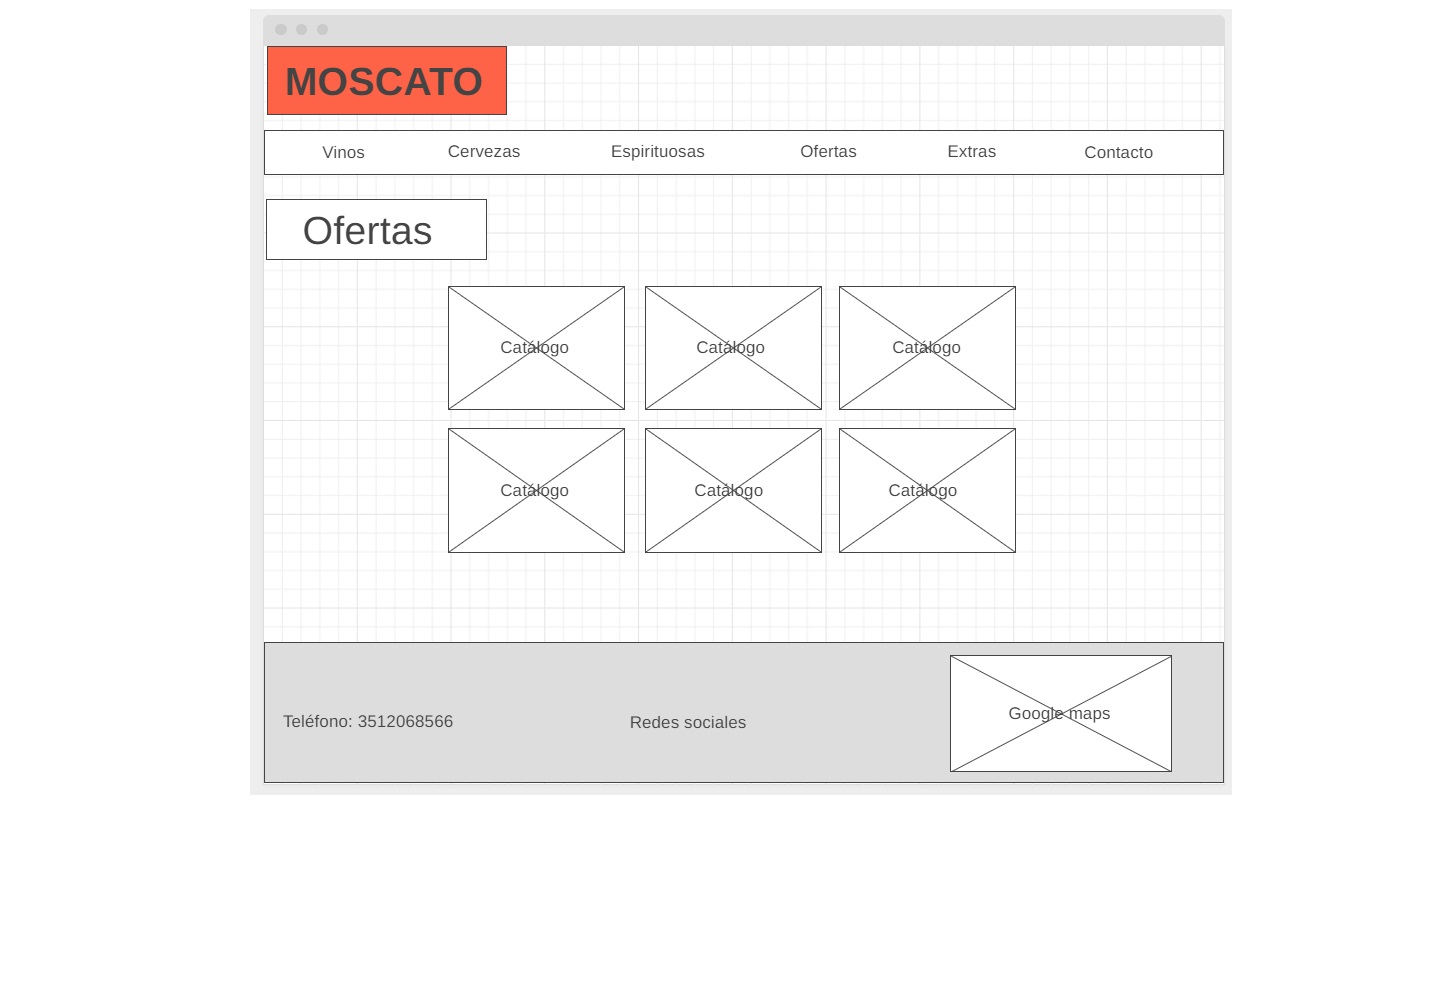 MOSCATO
Vinos Cervezas Espirituosas Ofertas Extras Contacto
Ofertas
Catálogo Catálogo Catálogo
Catálogo Catálogo Catálogo
Google maps
Teléfono: 3512068566 Redes sociales